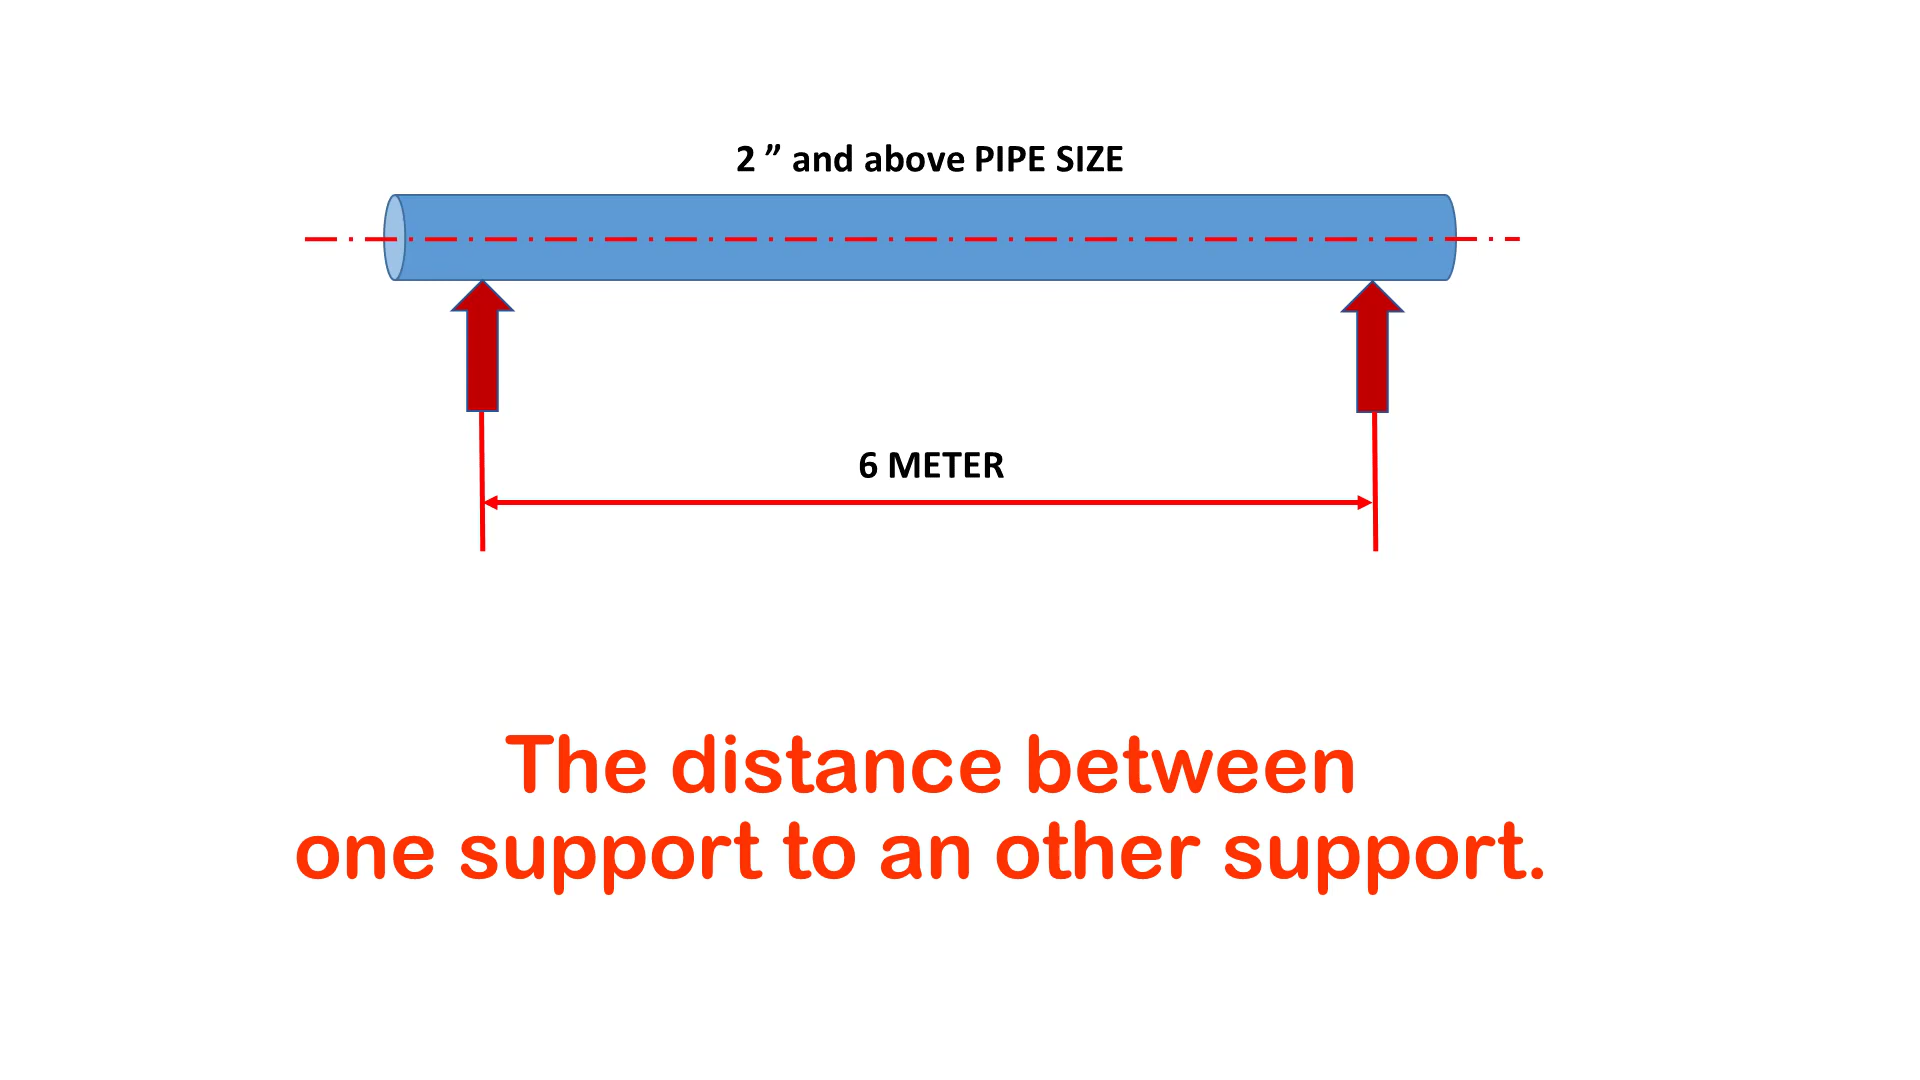 2 ” and above PIPE SIZE
6 METER
The distance between
one support to an other support.